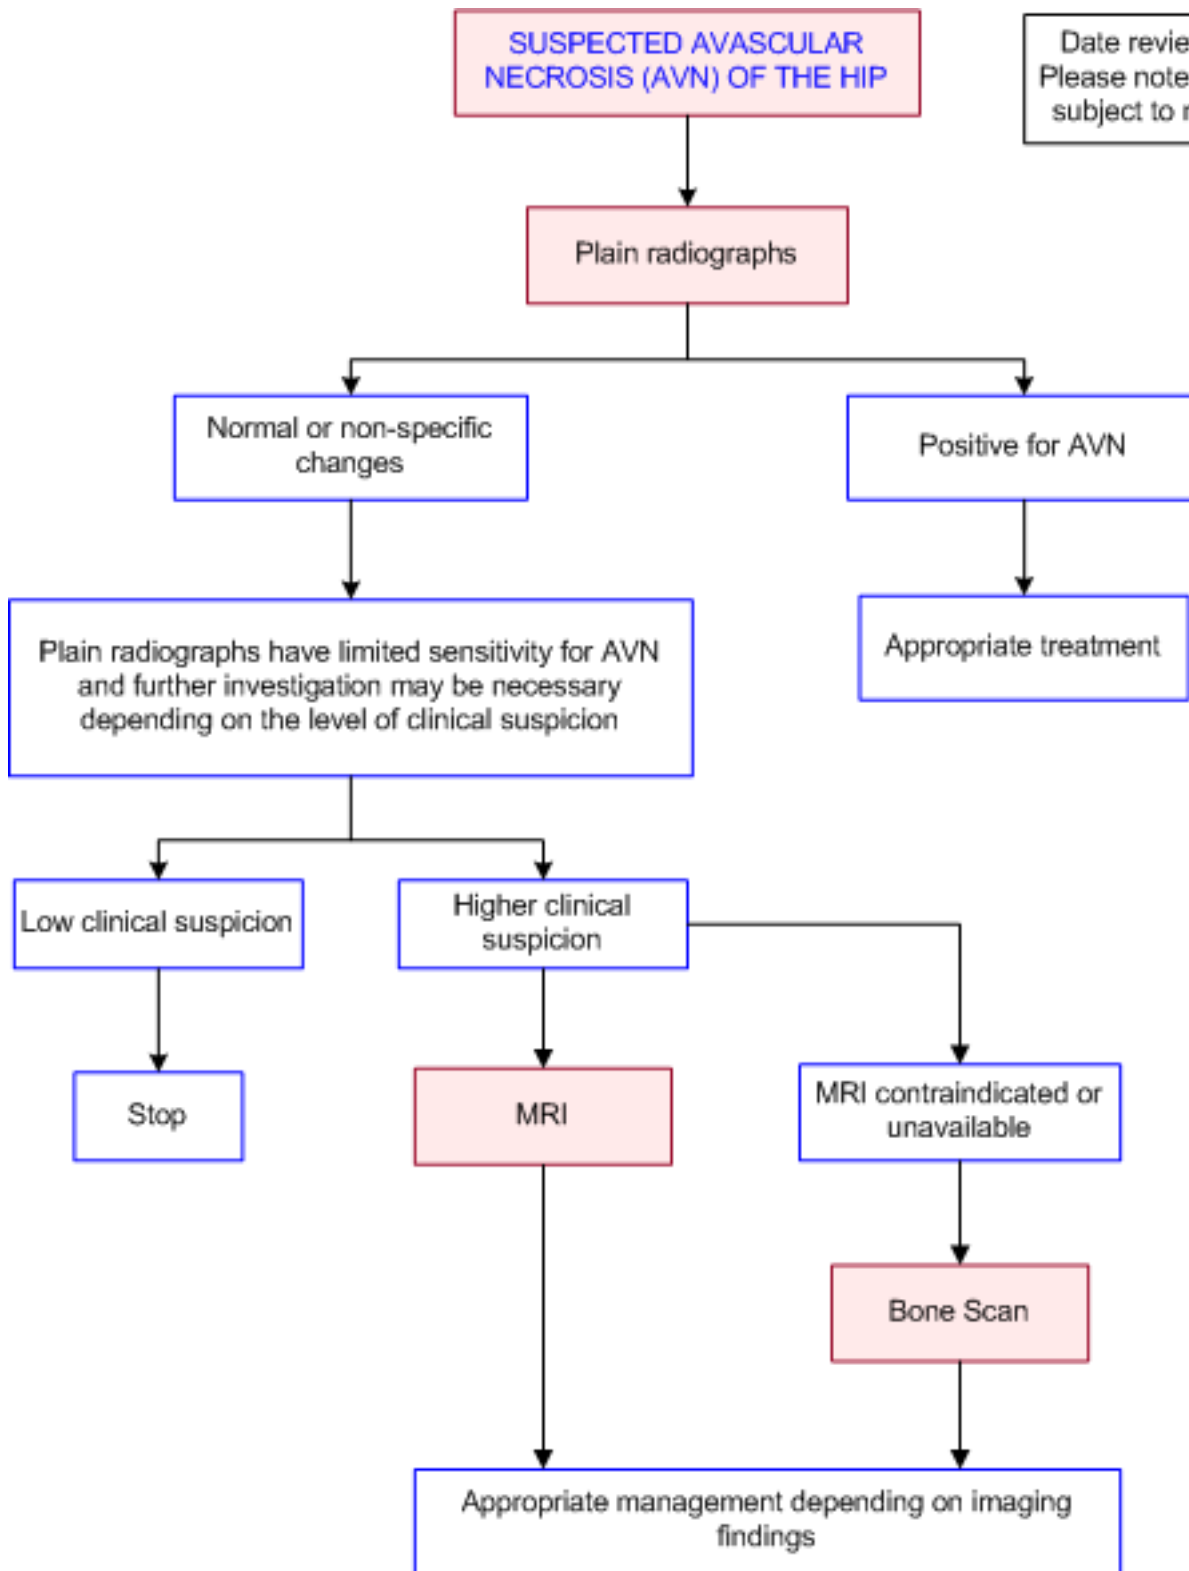 SUSPECTED AVASCULAR
NECROSIS (AVN) OF THE HIP
Date revie
Please note
subject to r
Plain radiographs
Normal or non-specific
changes
Positive for AVN
Plain radiographs have limited sensitivity for AVN
and further investigation may be necessary
depending on the level of clinical suspicion
Appropriate treatment
Low clinical suspicion
Higher clinical
suspicion
Stop
MRI
MRI contraindicated or
unavailable
Bone Scan
Appropriate management depending on imaging
findings